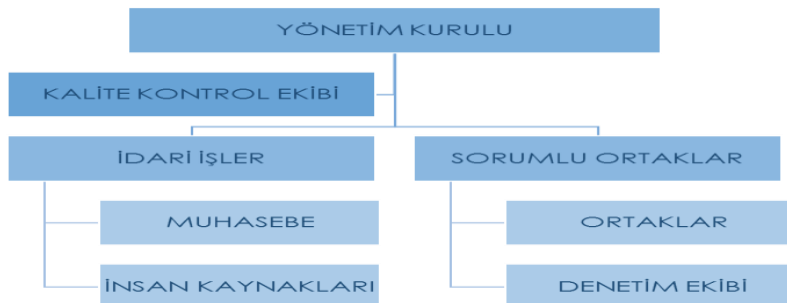 YÖNETİM KURULU
KALİTE KONTROL EKİBİ
İDARİ İŞLER
SORUMLU ORTAKLAR
MUHASEBE
ORTAKLAR
İNSAN KAYNAKLARI
DENETİM EKİBİ